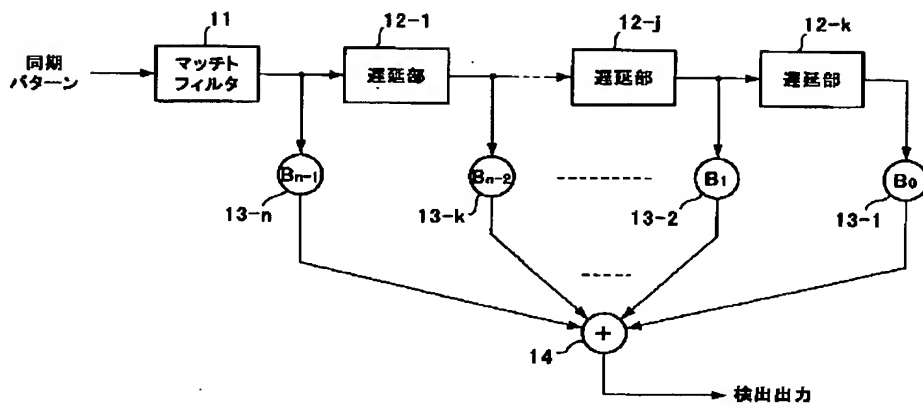 11
12-1
12-j
12-k
同期
パターン
マッチト
フィルタ
遅延部
遅延部
遅延部
Bn-1
Bn-2
B1
B0
13-n
13-k
13-2
13-1
+
14
検出出力